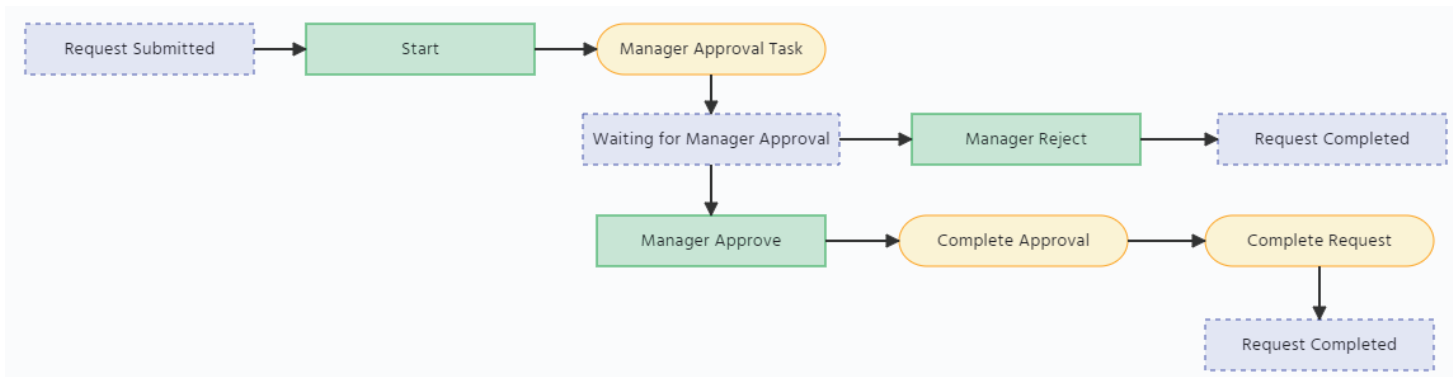 Request Submitted
Start
Manager Approval Task
Waiting for Manager Approval
Manager Reject
Request Completed
Manager Approve
Complete Approval
Complete Request
Request Completed